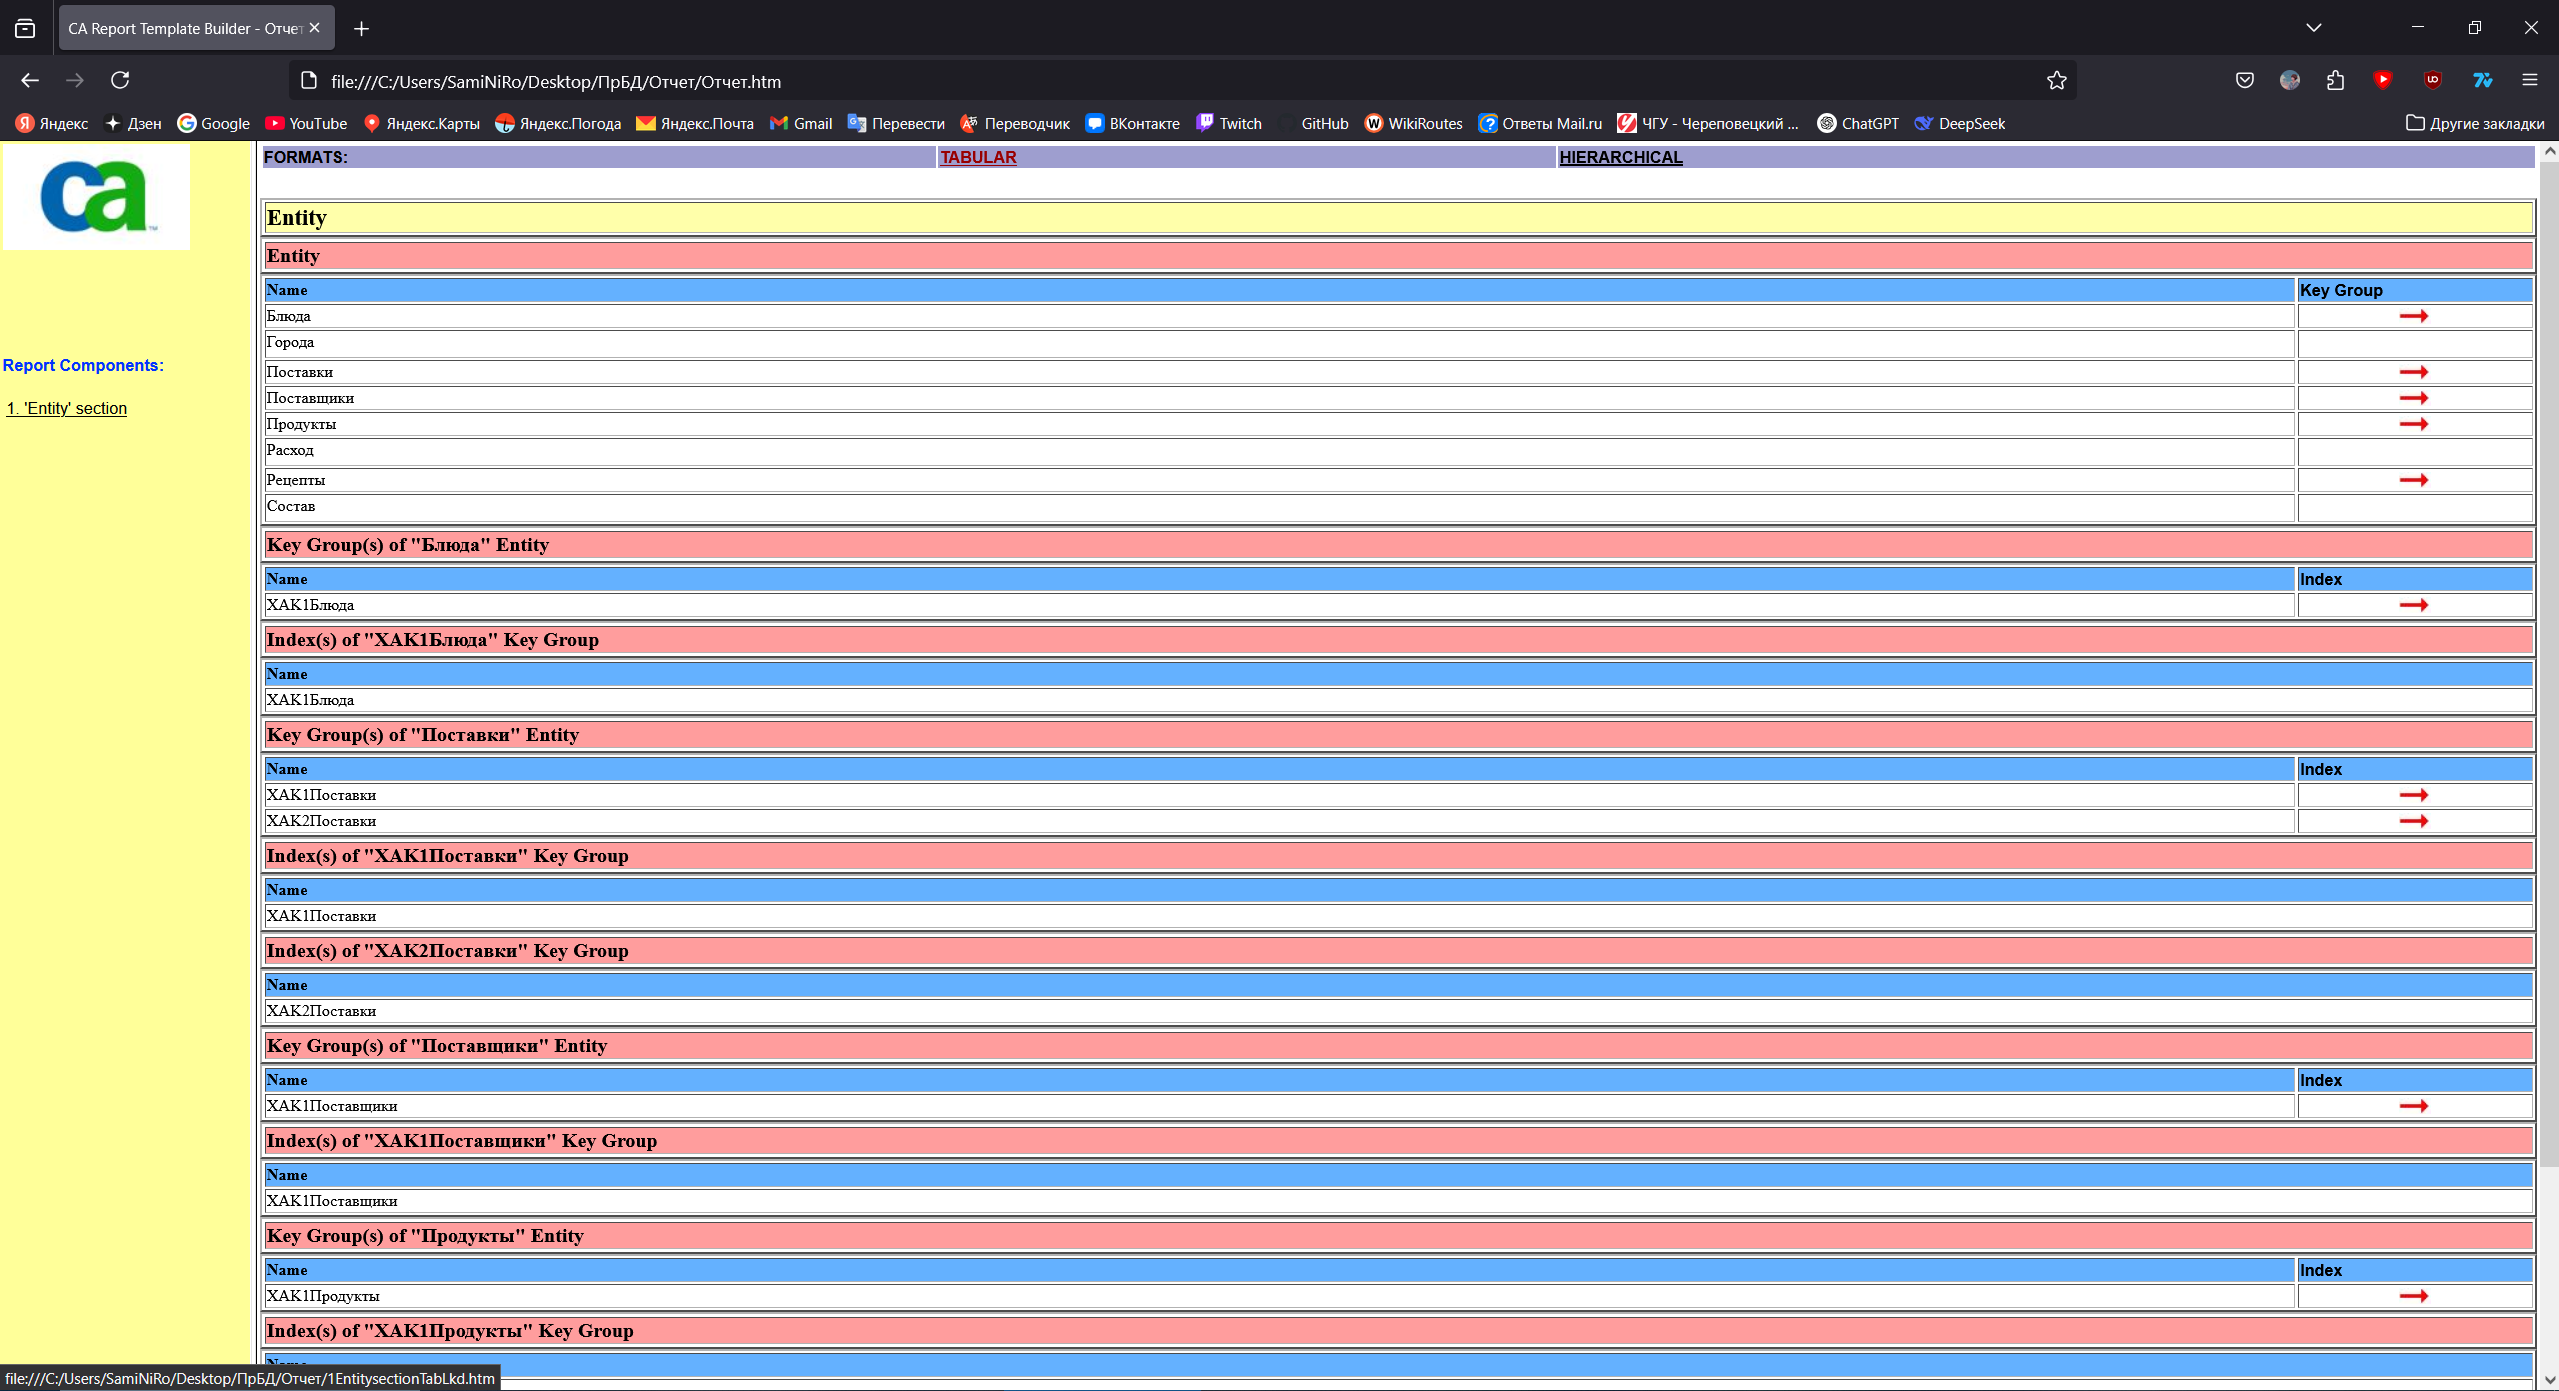 CA Report Template Builder - Отчет
file:///C:/Users/SamiNiRo/Desktop/ПрБД/Отчет/Отчет.htm
Яндекс Дзен Google YouTube Яндекс.Карты Яндекс.Погода Яндекс.Почта Gmail Перевести Переводчик ВКонтакте Twitch GitHub WikiRoutes Ответы Mail.ru ЧГУ - Череповецкий ... ChatGPT DeepSeek Другие закладки
ca™
Report Components:
1. 'Entity' section
FORMATS: TABULAR HIERARCHICAL
Entity
Entity
Name Key Group
Блюда
Города
Поставки
Поставщики
Продукты
Расход
Рецепты
Состав
Key Group(s) of "Блюда" Entity
Name Index
XAK1Блюда
Index(s) of "XAK1Блюда" Key Group
Name
XAK1Блюда
Key Group(s) of "Поставки" Entity
Name Index
XAK1Поставки
XAK2Поставки
Index(s) of "XAK1Поставки" Key Group
Name
XAK1Поставки
Index(s) of "XAK2Поставки" Key Group
Name
XAK2Поставки
Key Group(s) of "Поставщики" Entity
Name Index
XAK1Поставщики
Index(s) of "XAK1Поставщики" Key Group
Name
XAK1Поставщики
Key Group(s) of "Продукты" Entity
Name Index
XAK1Продукты
Index(s) of "XAK1Продукты" Key Group
Name
file:///C:/Users/SamiNiRo/Desktop/ПрБД/Отчет/1EntitysectionTabLkd.htm